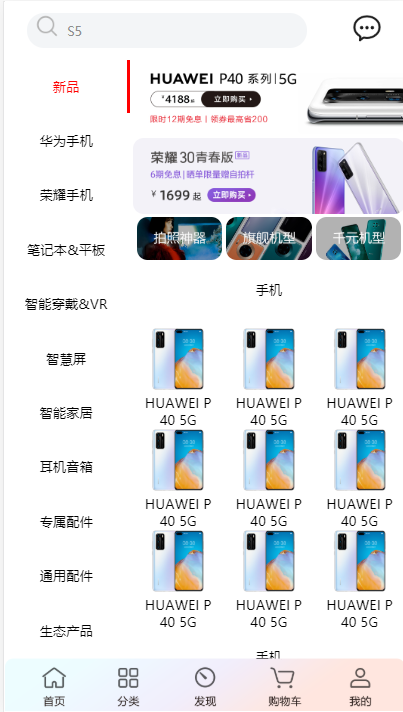 S5
新品
华为手机
荣耀手机
笔记本&平板
智能穿戴&VR
智慧屏
智能家居
耳机音箱
专属配件
通用配件
生态产品
HUAWEI P40 系列 | 5G
¥4188起 立即购买
限时12期免息 | 领券最高省200
荣耀30青春版 新品
6期免息 | 晒单限量赠自拍杆
¥1699起 立即购买
拍照神器 旗舰机型 千元机型
手机
HUAWEI P HUAWEI P HUAWEI P
40 5G 40 5G 40 5G
HUAWEI P HUAWEI P HUAWEI P
40 5G 40 5G 40 5G
HUAWEI P HUAWEI P HUAWEI P
40 5G 40 5G 40 5G
手机
首页 分类 发现 购物车 我的